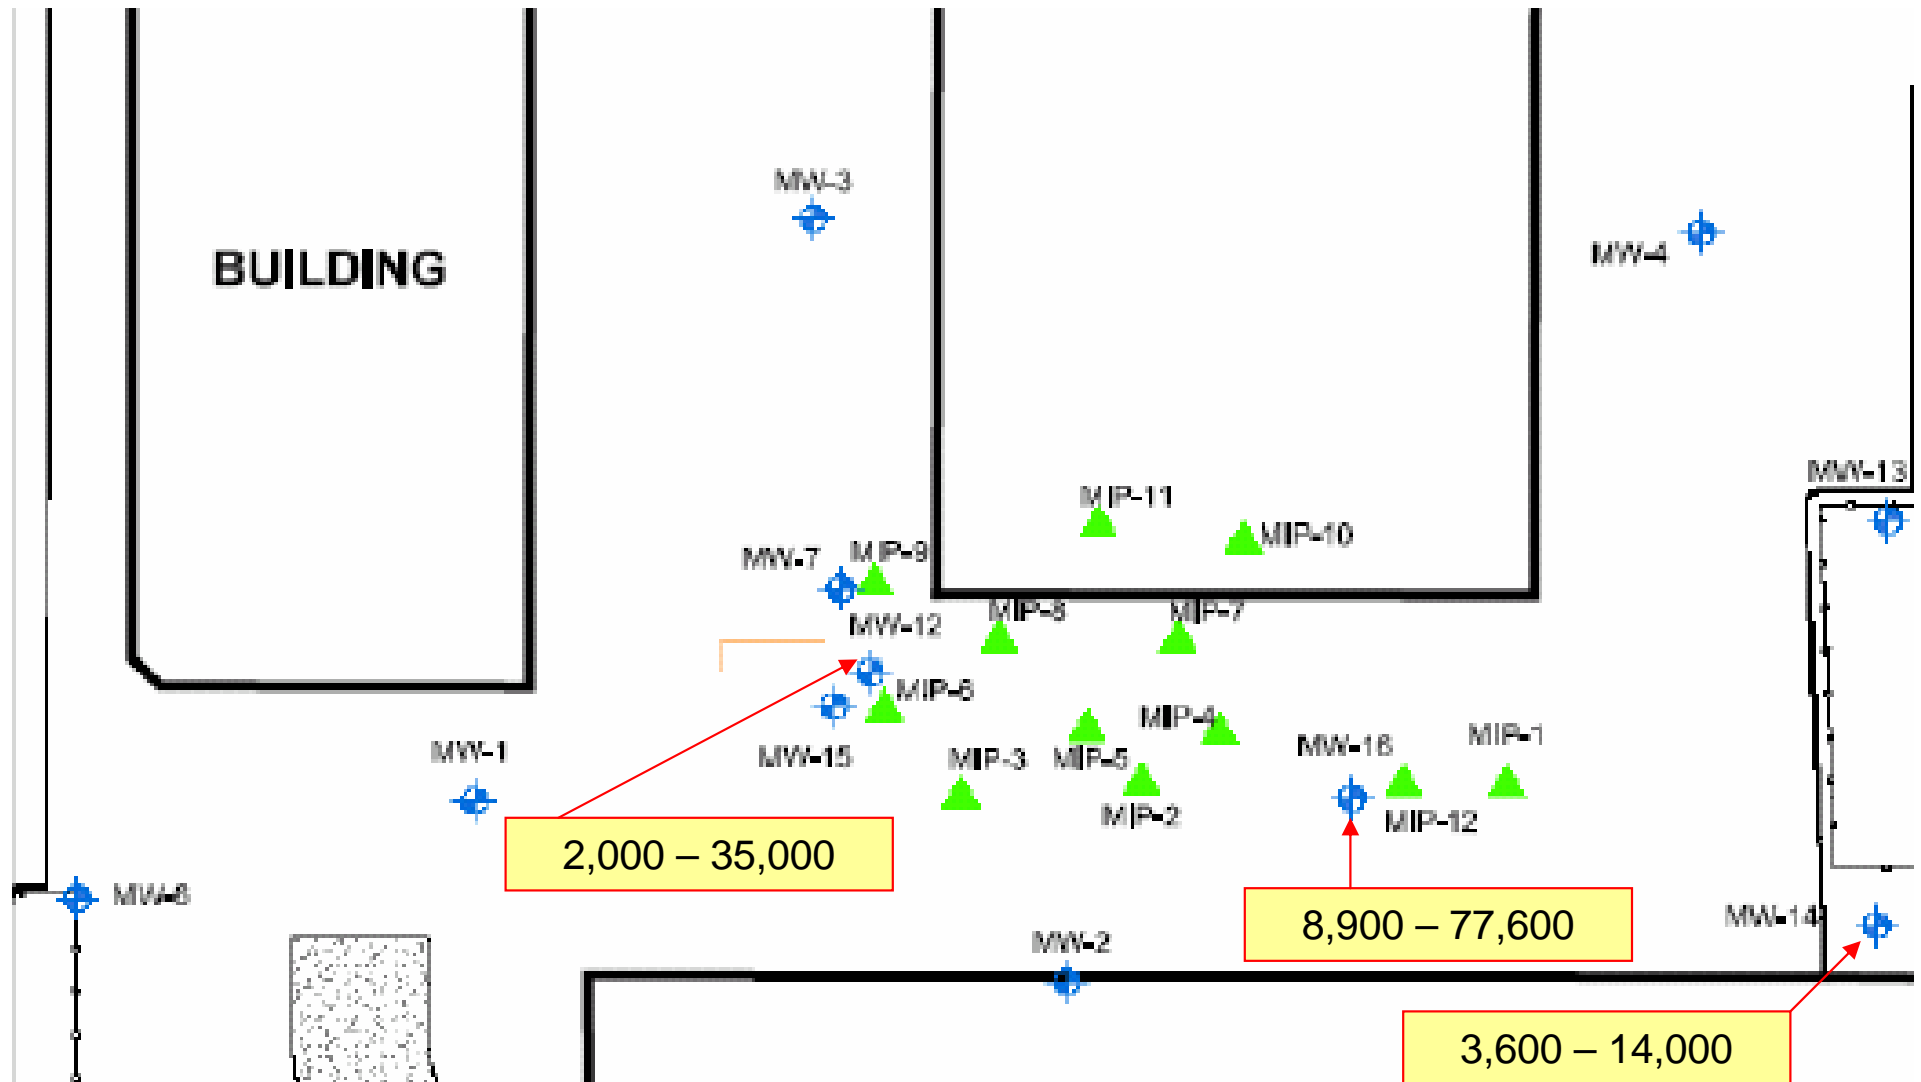 MW-3
MW-4
BUILDING
MW-13
MIP-11
MIP-10
MW-7
MIP-9
MIP-8
MIP-7
MW-12
MIP-6
MIP-4
MW-1
MW-15
MIP-3
MIP-5
MW-16
MIP-1
MIP-2
MIP-12
2,000 – 35,000
MW-6
8,900 – 77,600
MW-14
MW-2
3,600 – 14,000